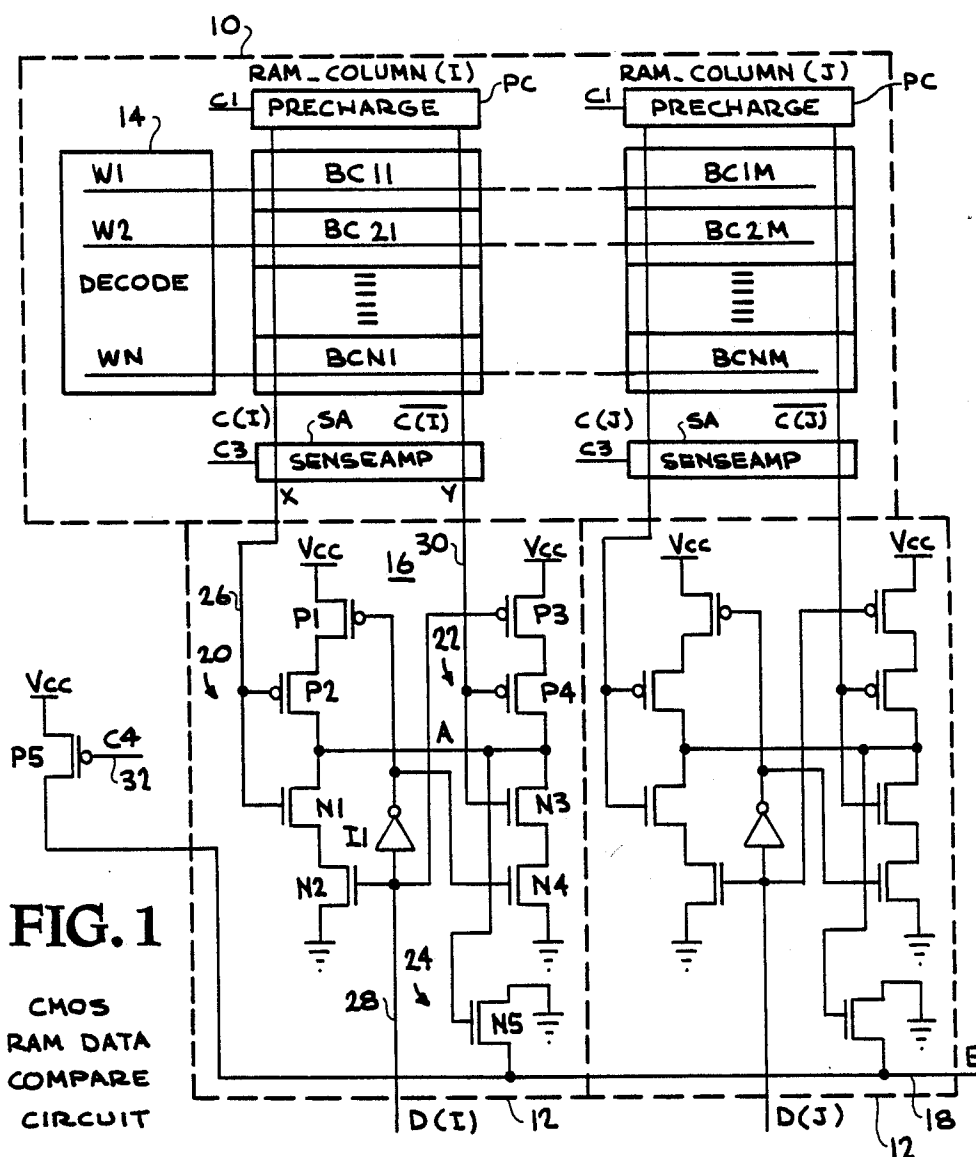 10
RAM_COLUMN(I)
RAM_COLUMN(J)
C1
PRECHARGE
PC
C1
PRECHARGE
PC
14
W1
BC11
BC1M
W2
BC21
BC2M
DECODE
WN
BCN1
BCNM
C(I)
SA
C(I)
C(J)
SA
C(J)
C3
SENSEAMP
C3
SENSEAMP
X
Y
Vcc
16
30
Vcc
Vcc
Vcc
26
P1
P3
20
22
P2
P4
Vcc
A
P5
C4
32
N1
N3
I1
N2
N4
FIG. 1
24
28
N5
CMOS
RAM DATA
COMPARE
CIRCUIT
E
D(I)
12
D(J)
18
12